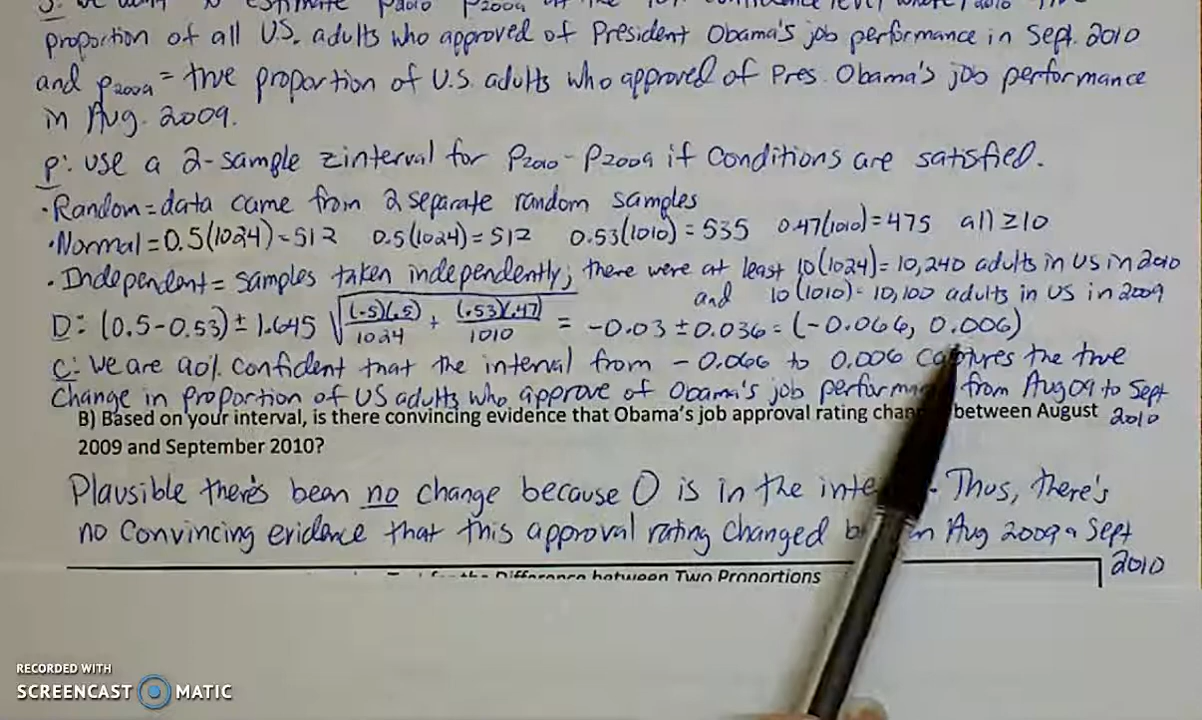 proportion of all U.S. adults who approved of President Obama's job performance in Sept. 2010
and P2009 = true proportion of U.S. adults who approved of Pres. Obama's job performance
in Aug. 2009.
P: use a 2-sample z interval for P2010 - P2009 if conditions are satisfied.
·Random = data came from 2 separate random samples
·Normal = 0.5(1024) = 512 0.5(1024) = 512 0.53(1010) = 535 0.47(1010) = 475 all ≥ 10
·Independent = samples taken independently; there were at least 10(1024) = 10,240 adults in US in 2010
and 10(1010) = 10,100 adults in US in 2009
D: (0.5-0.53) ± 1.645 √((.5)(.5)/1024 + (.53)(.47)/1010) = -0.03 ± 0.036 = (-0.066, 0.006)
C: We are 90% confident that the interval from -0.066 to 0.006 captures the true
change in proportion of US adults who approve of Obama's job from Aug 09 to Sept
2010
B) Based on your interval, is there convincing evidence that Obama's job approval rating between August
2009 and September 2010?
Plausible there's been no change because 0 is in the Thus, there's
no convincing evidence that this approval rating changed Aug 2009 & Sept
2010
Difference between Two Proportions
RECORDED WITH
SCREENCAST MATIC